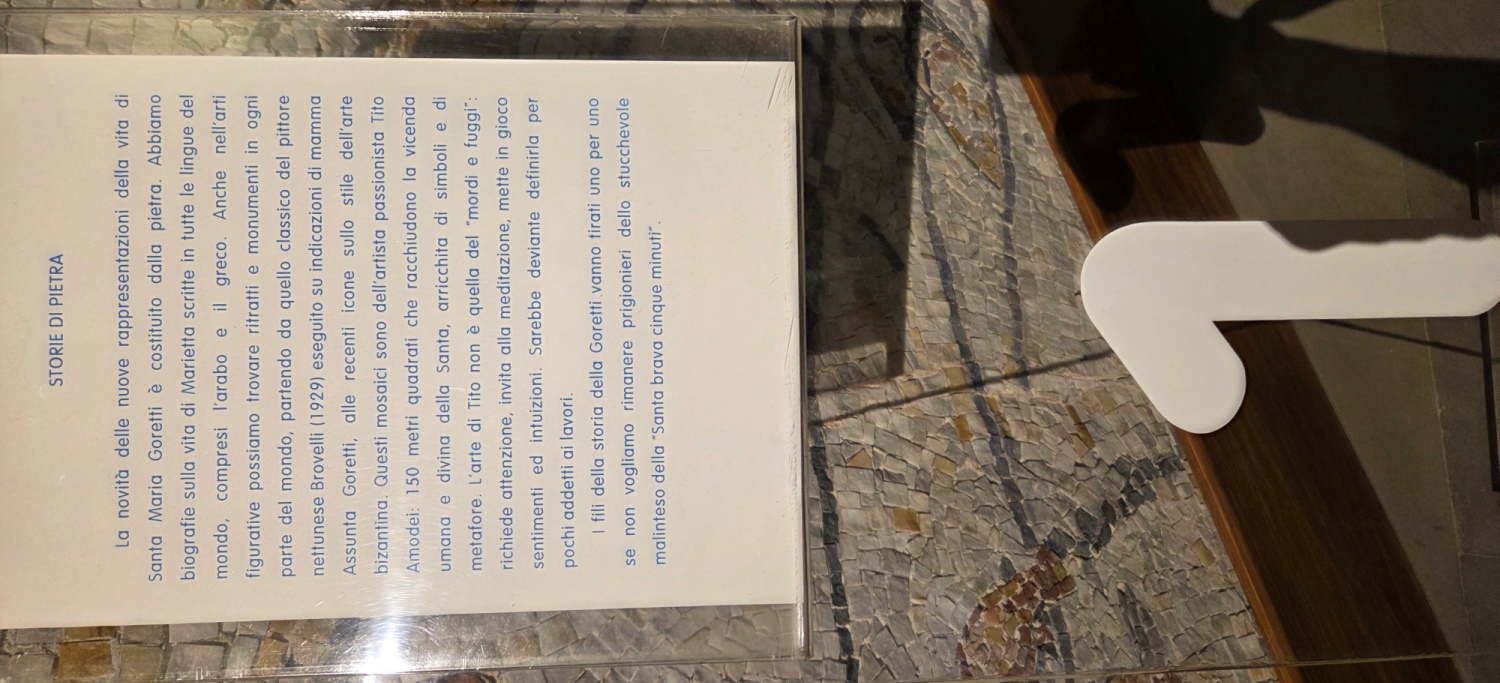 STORIE DI PIETRA
La novità delle nuove rappresentazioni della vita di
Santa Maria Goretti è costituito dalla pietra. Abbiamo
biografie sulla vita di Marietta scritte in tutte le lingue del
mondo, compresi l'arabo e il greco. Anche nell'arti
figurative possiamo trovare ritratti e monumenti in ogni
parte del mondo, partendo da quello classico del pittore
nettunese Brovelli (1929) eseguito su indicazioni di mamma
Assunta Goretti, alle recenti icone sullo stile dell'arte
bizantina. Questi mosaici sono dell'artista passionista Tito
Amodei: 150 metri quadrati che racchiudono la vicenda
umana e divina della Santa, arricchita di simboli e di
metafore. L'arte di Tito non è quella del "mordi e fuggi":
richiede attenzione, invita alla meditazione, mette in gioco
sentimenti ed intuizioni. Sarebbe deviante definirla per
pochi addetti ai lavori.
I fili della storia della Goretti vanno tirati uno per uno
se non vogliamo rimanere prigionieri dello stucchevole
malinteso della "Santa brava cinque minuti".